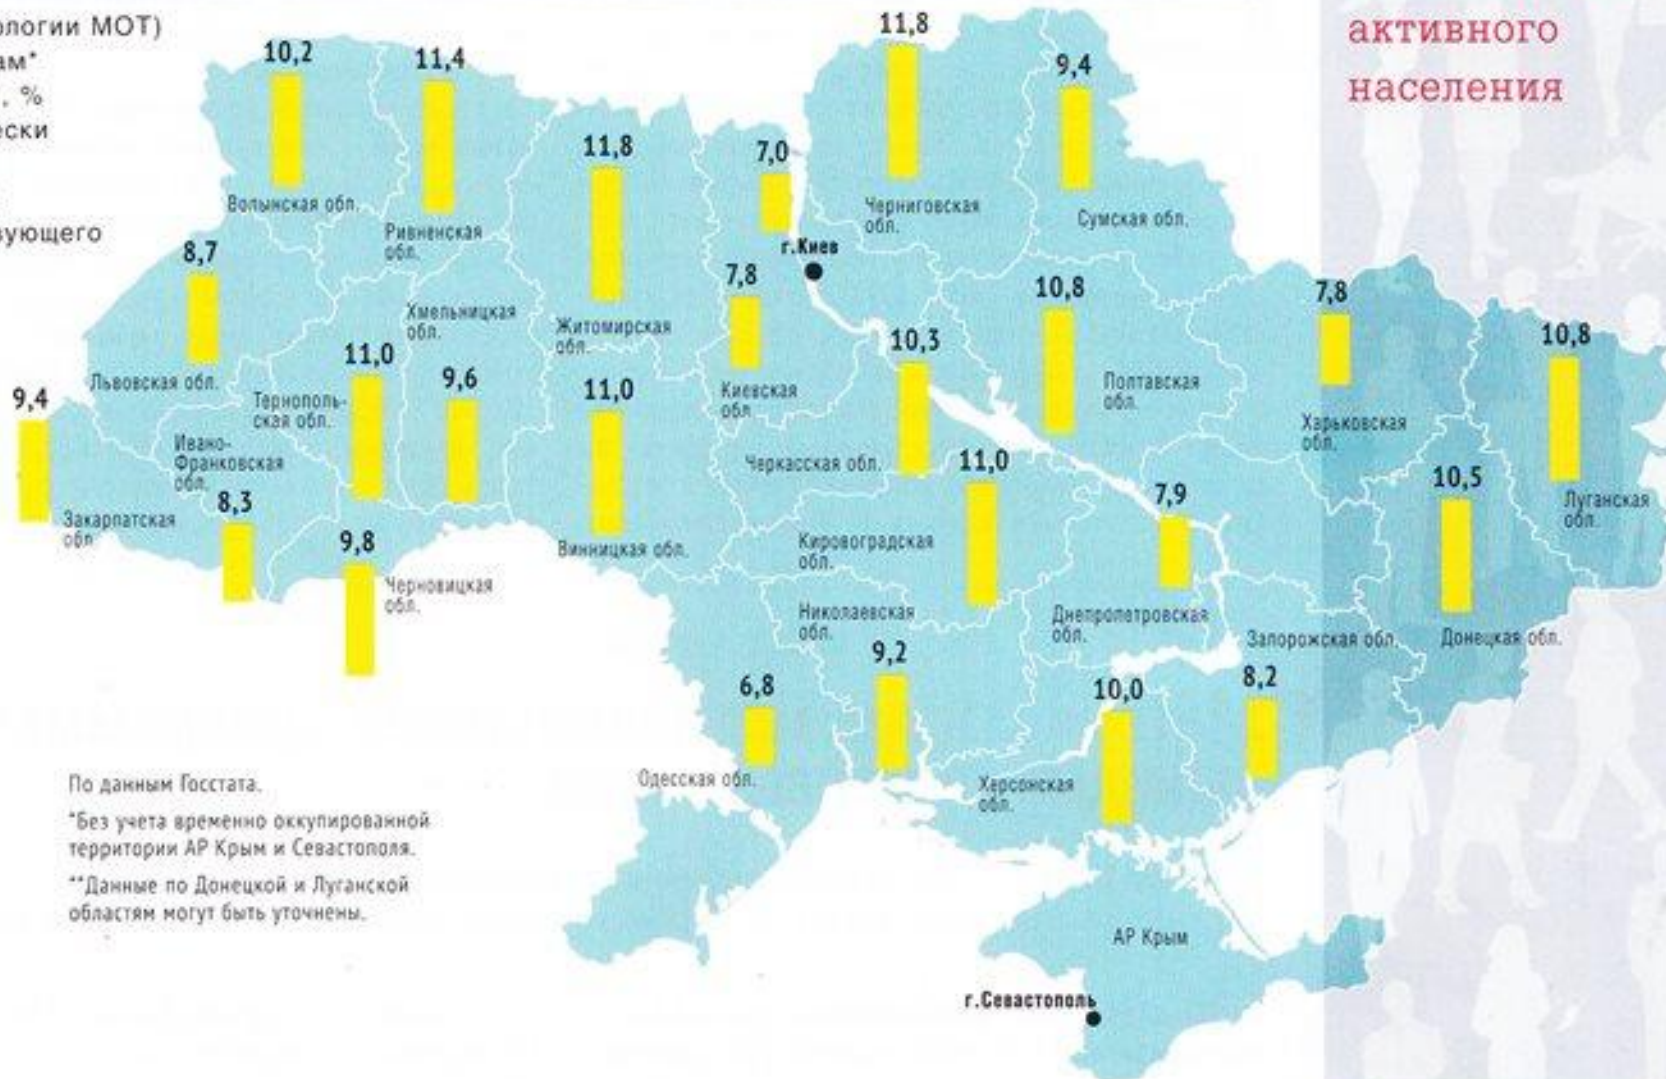 ологии МОТ)
ам*
, %
ески
вующего
активного
населения
10,2
Волынская обл.
11,4
Ривненская
обл.
11,8
Житомирская
обл.
7,0
г.Киев
11,8
Черниговская
обл.
9,4
Сумская обл.
8,7
Львовская обл.
Хмельницкая
обл.
9,6
11,0
Тернополь-
ская обл.
7,8
Киевская
обл.
10,3
Черкасская обл.
10,8
Полтавская
обл.
7,8
Харьковская
обл.
10,8
Луганская
обл.
9,4
Закарпатская
обл.
Ивано-
Франковская
обл.
8,3
9,8
Черновицкая
обл.
11,0
Винницкая обл.
11,0
Кировоградская
обл.
7,9
Днепропетровская
обл.
10,5
Донецкая обл.
Николаевская
обл.
9,2
Запорожская обл.
8,2
6,8
Одесская обл.
10,0
Херсонская
обл.
АР Крым
г.Севастополь
По данным Госстата.
*Без учета временно оккупированной
территории АР Крым и Севастополя.
**Данные по Донецкой и Луганской
областям могут быть уточнены.